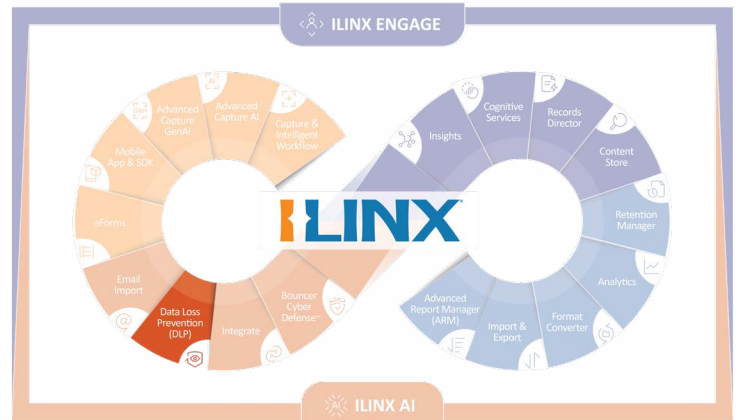 ILINX ENGAGE
Advanced
Capture
GenAI
Advanced
Capture AI
Capture &
Intelligent
Workflow
Mobile
App & SDK
eForms
Email
Import
Data Loss
Prevention
(DLP)
Integrate
Bouncer
Cyber
Defense™
ILINX
Insights
Cognitive
Services
Records
Director
Content
Store
Retention
Manager
Analytics
Format
Converter
Import &
Export
Advanced
Report Manager
(ARM)
AI ILINX AI